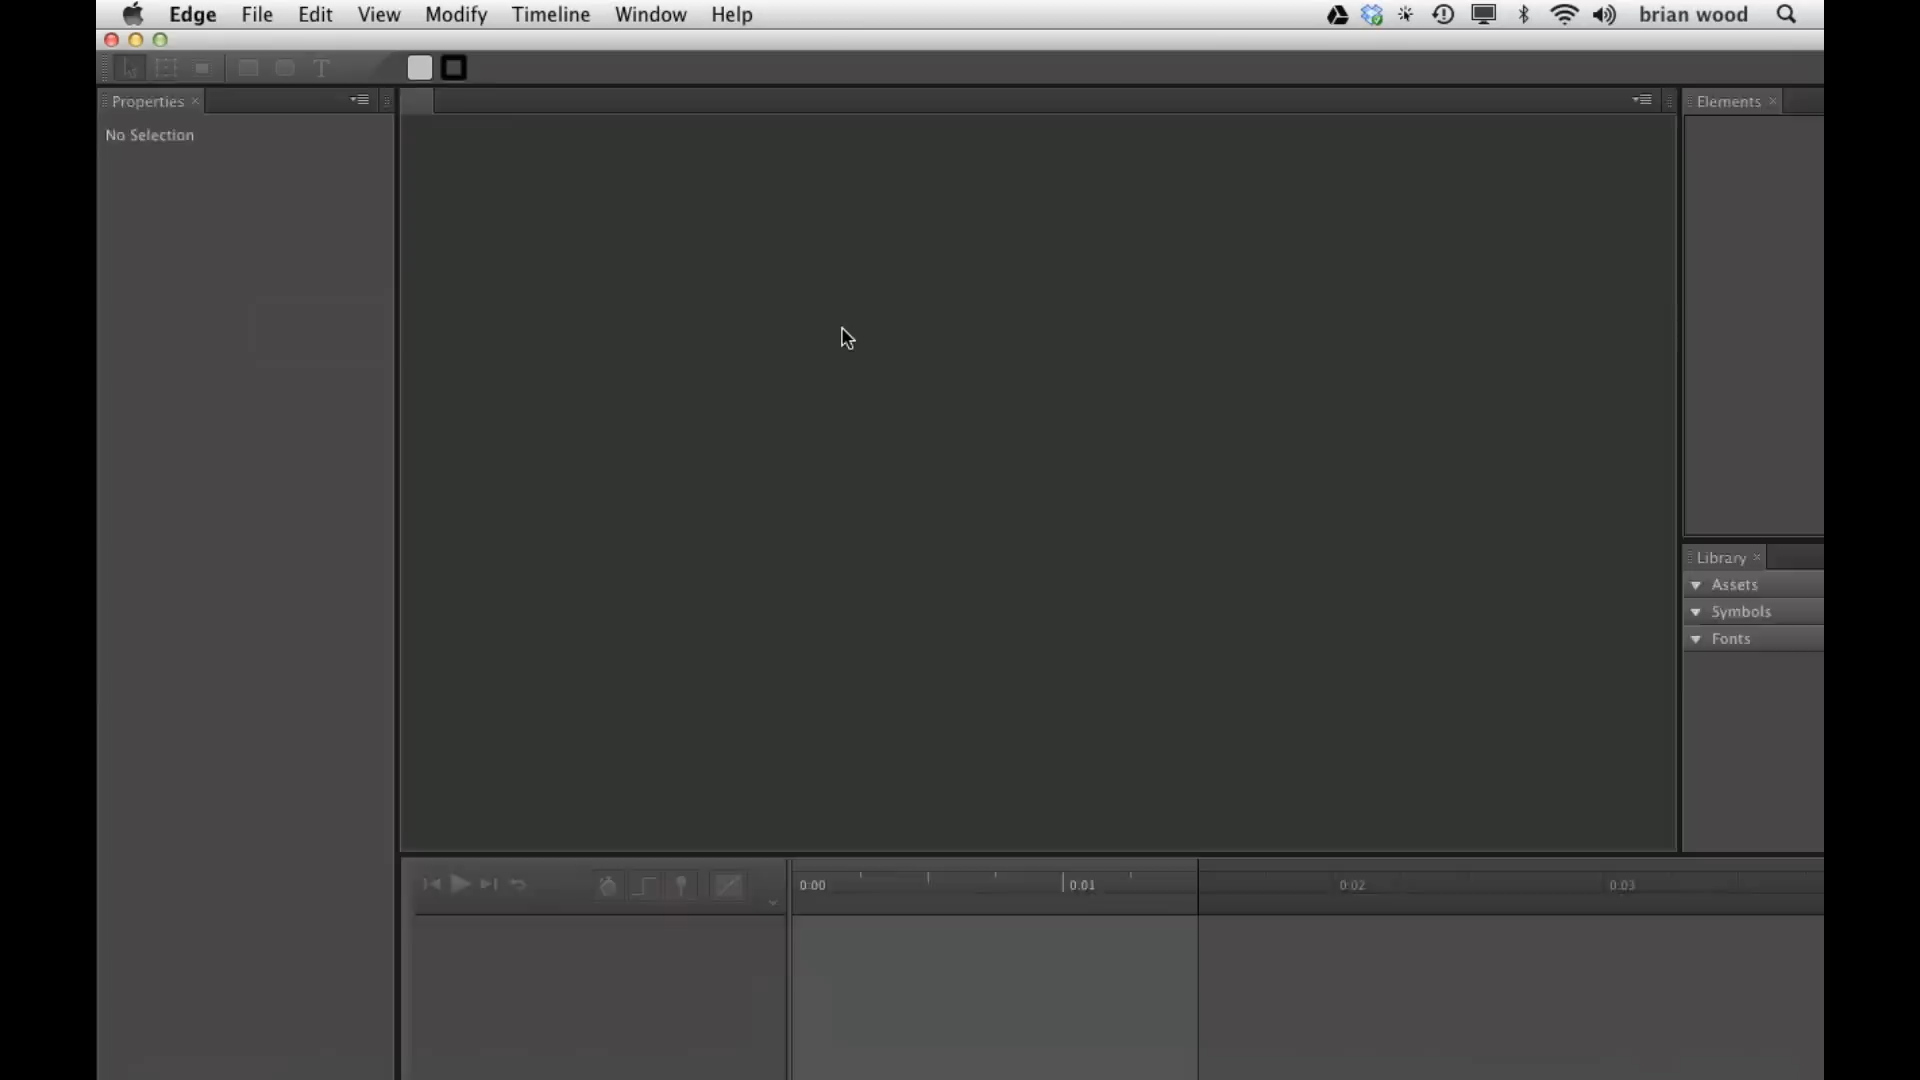 Edge File Edit View Modify Timeline Window Help brian wood
T
Properties Elements
No Selection
Library
Assets
Symbols
Fonts
0:00 0:01 0:02 0:03